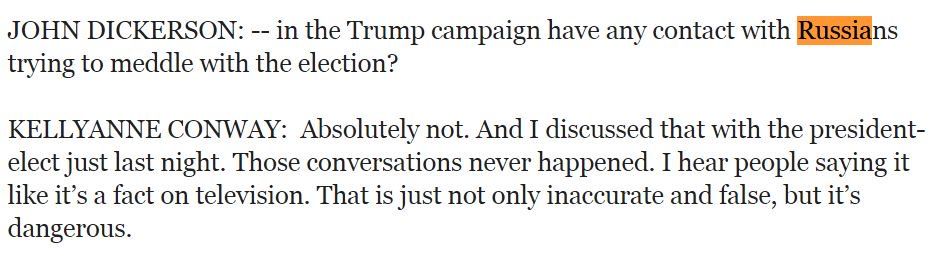 JOHN DICKERSON: -- in the Trump campaign have any contact with Russians
trying to meddle with the election?
KELLYANNE CONWAY:  Absolutely not. And I discussed that with the president-
elect just last night. Those conversations never happened. I hear people saying it
like it’s a fact on television. That is just not only inaccurate and false, but it’s
dangerous.